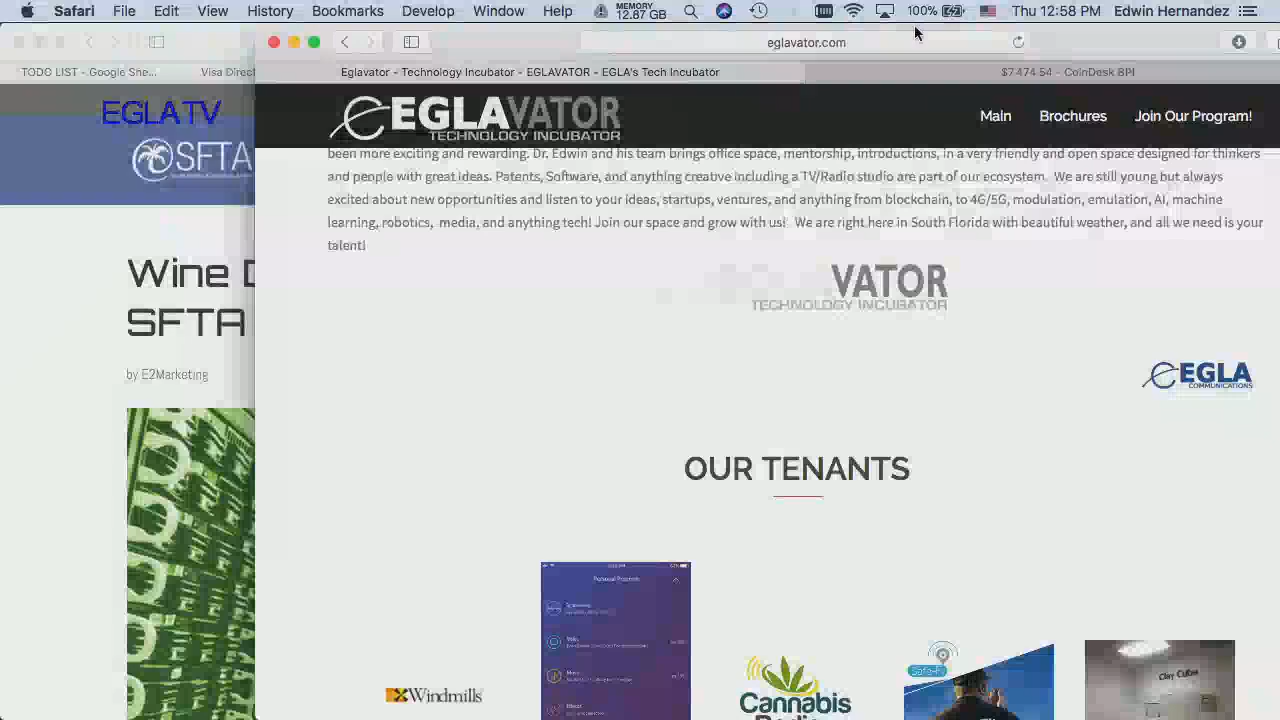 Safari File Edit View History Bookmarks Develop Window Help MEMORY 12.87 GB 100% Thu 12:58 PM Edwin Hernandez
eglavator.com
TODO LIST - Google She... Visa Direct
Eglavator - Technology Incubator - EGLAVATOR - EGLA's Tech Incubator $7,474.54 - CoinDesk BPI
EGLATV
SFTA
EGLAVATOR
TECHNOLOGY INCUBATOR
Main Brochures Join Our Program!
been more exciting and rewarding. Dr. Edwin and his team brings office space, mentorship, introductions, in a very friendly and open space designed for thinkers
and people with great ideas. Patents, Software, and anything creative including a TV/Radio studio are part of our ecosystem. We are still young but always
excited about new opportunities and listen to your ideas, startups, ventures, and anything from blockchain, to 4G/5G, modulation, emulation, AI, machine
learning, robotics, media, and anything tech! Join our space and grow with us! We are right here in South Florida with beautiful weather, and all we need is your
talent!
VATOR
TECHNOLOGY INCUBATOR
Wine D
SFTA
by E2Marketing
EGLA
COMMUNICATIONS
OUR TENANTS
Personal Program
Windmills
Cannabis
Radio
Safe-Fi